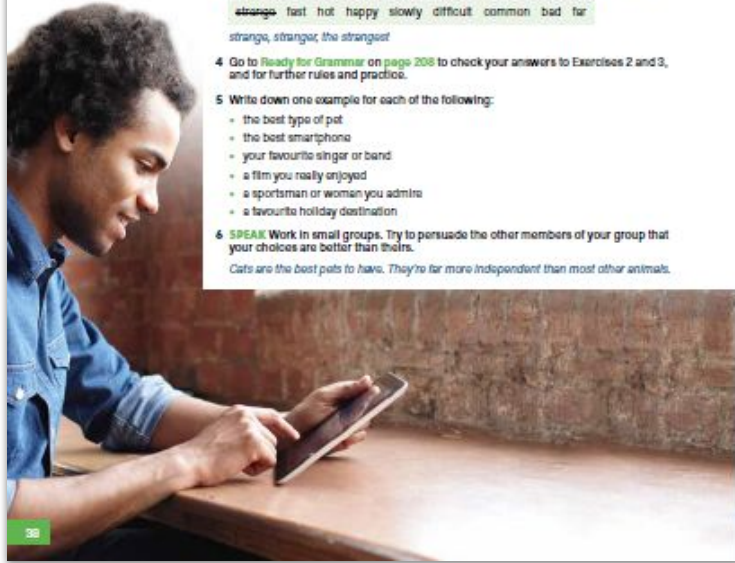 strange fast hot happy slowly difficult common bad far
strange, stranger, the strangest
4 Go to Ready for Grammar on page 208 to check your answers to Exercises 2 and 3,
and for further rules and practice.
5 Write down one example for each of the following:
• the best type of pet
• the best smartphone
• your favourite singer or band
• a film you really enjoyed
• a sportsman or woman you admire
• a favourite holiday destination
6 SPEAK Work in small groups. Try to persuade the other members of your group that
your choices are better than theirs.
Cats are the best pets to have. They're far more independent than most other animals.